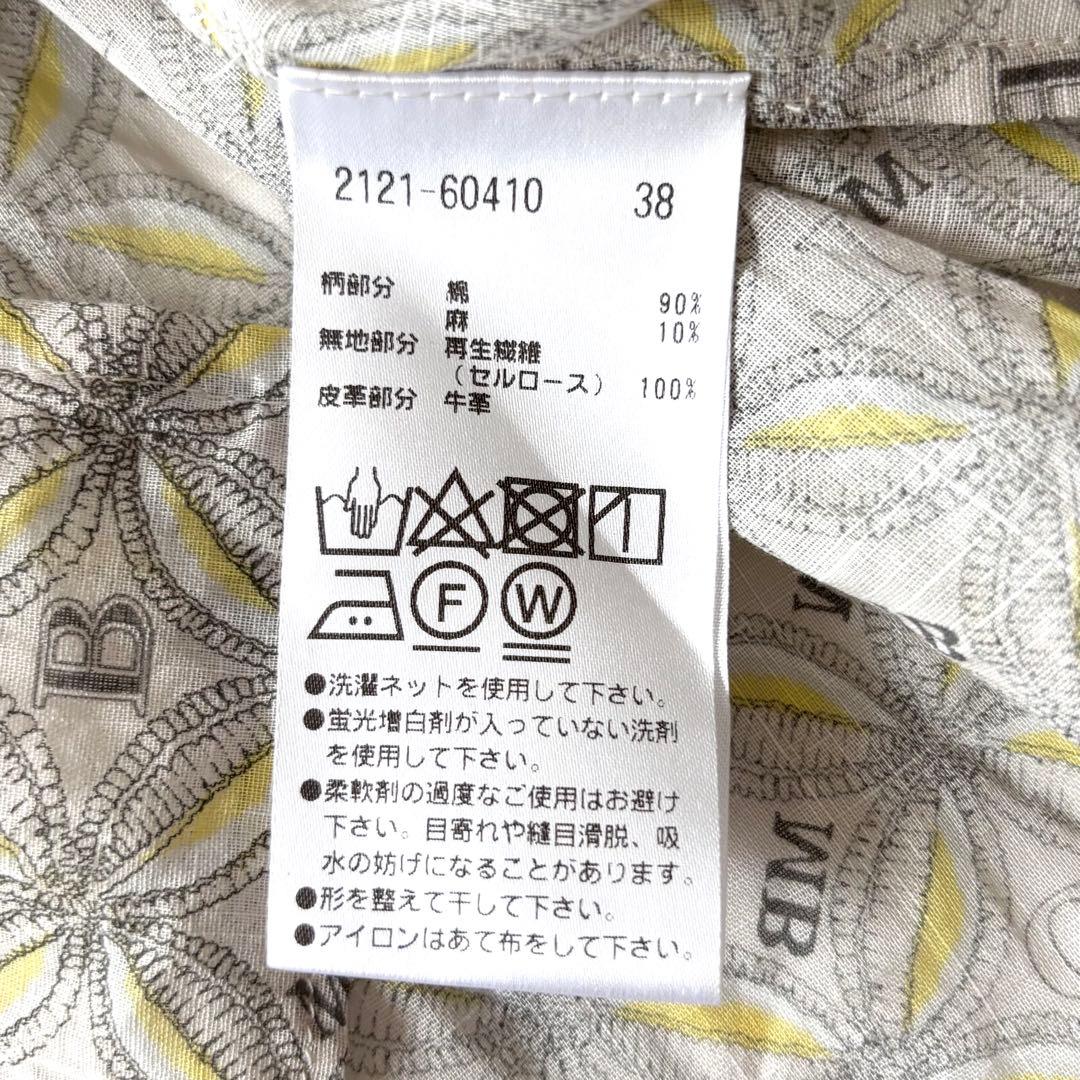 2121-60410 38
柄部分 綿 90%
麻 10%
無地部分 再生繊維
(セルロース) 100%
皮革部分 牛革
F W
●洗濯ネットを使用して下さい。
●蛍光増白剤が入っていない洗剤
を使用して下さい。
●柔軟剤の過度なご使用はお避け
下さい。目寄れや縫目滑脱、吸
水の妨げになることがあります。
●形を整えて干して下さい。
●アイロンはあて布をして下さい。
M
B
BM